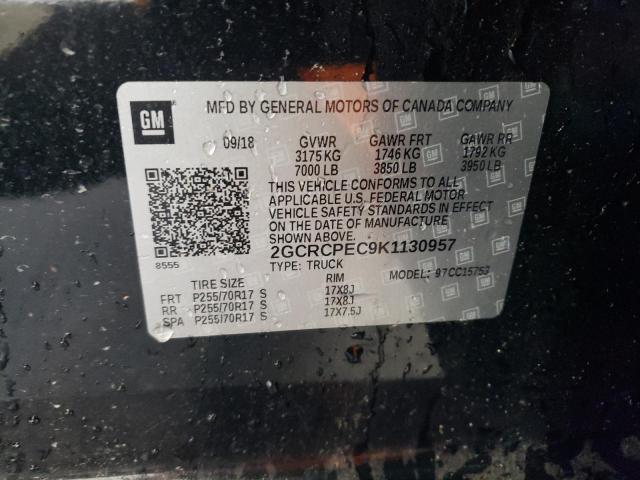 GM
MFD BY GENERAL MOTORS OF CANADA COMPANY
09/18 GVWR GAWR FRT GAWR RR
3175 KG 1746 KG 1792 KG
7000 LB 3850 LB 3950 LB
THIS VEHICLE CONFORMS TO ALL
APPLICABLE U.S. FEDERAL MOTOR
VEHICLE SAFETY STANDARDS IN EFFECT
ON THE DATE OF MANUFACTURE
SHOWN ABOVE.
8555 2GCRCPEC9K1130957
TYPE: TRUCK MODEL: 97CC15753
TIRE SIZE RIM
FRT P255/70R17 S 17X8J
RR P255/70R17 S 17X8J
SPA P255/70R17 S 17X7.5J